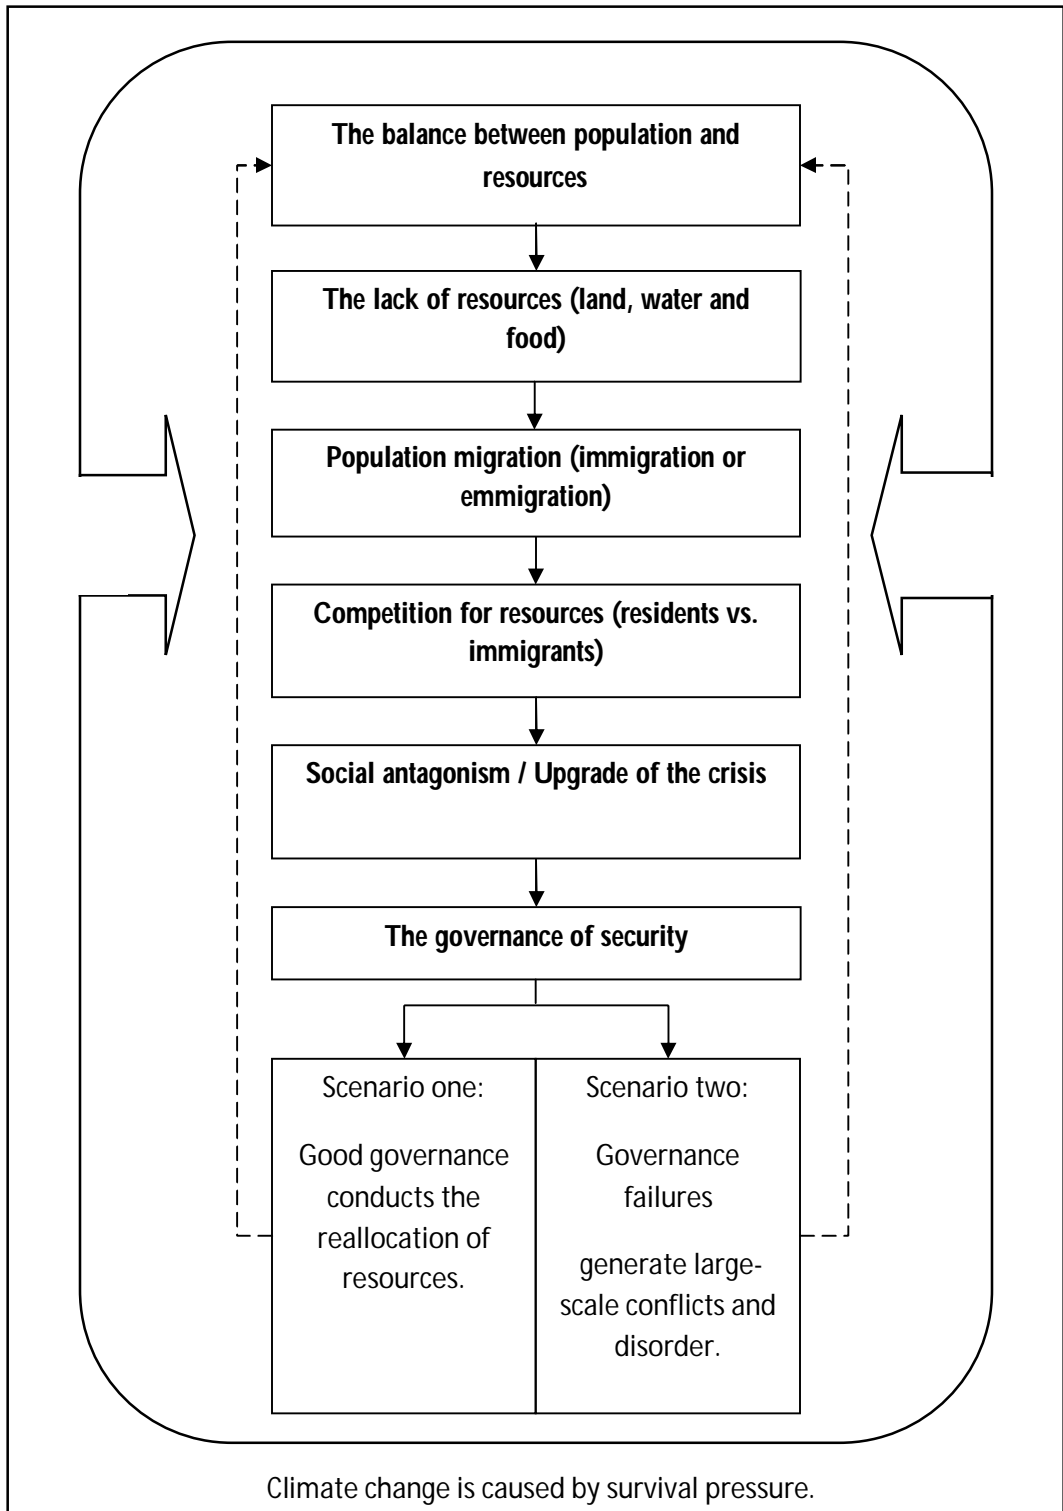 The balance between population and
resources
The lack of resources (land, water and
food)
Population migration (immigration or
emmigration)
Competition for resources (residents vs.
immigrants)
Social antagonism / Upgrade of the crisis
The governance of security
Scenario one:
Good governance
conducts the
reallocation of
resources.
Scenario two:
Governance
failures
generate large-
scale conflicts and
disorder.
Climate change is caused by survival pressure.